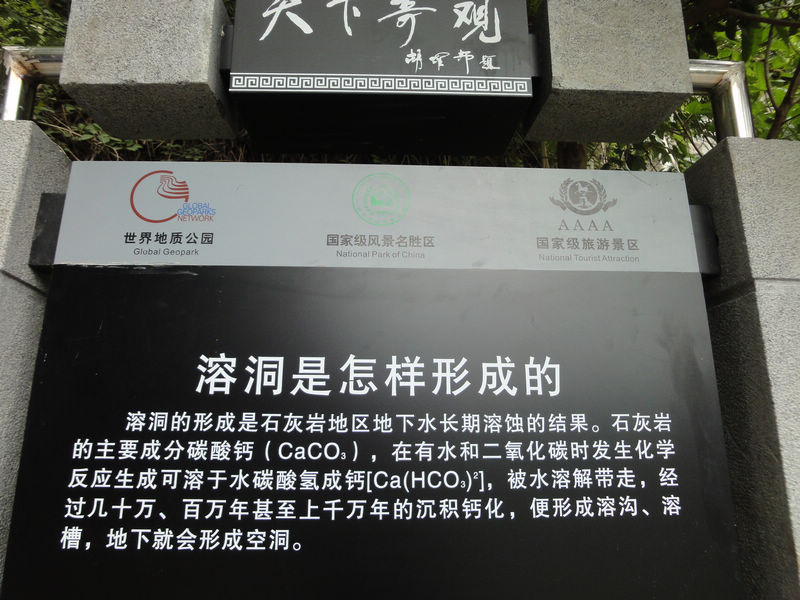 天下奇观
胡耀邦题
GLOBAL
GEOPARKS
NETWORK
世界地质公园
Global Geopark
国家级风景名胜区
National Park of China
AAAA
国家级旅游景区
National Tourist Attraction
溶洞是怎样形成的
溶洞的形成是石灰岩地区地下水长期溶蚀的结果。石灰岩
的主要成分碳酸钙（CaCO₃），在有水和二氧化碳时发生化学
反应生成可溶于水碳酸氢成钙[Ca(HCO₃)²]，被水溶解带走，经
过几十万、百万年甚至上千万年的沉积钙化，便形成溶沟、溶
槽，地下就会形成空洞。